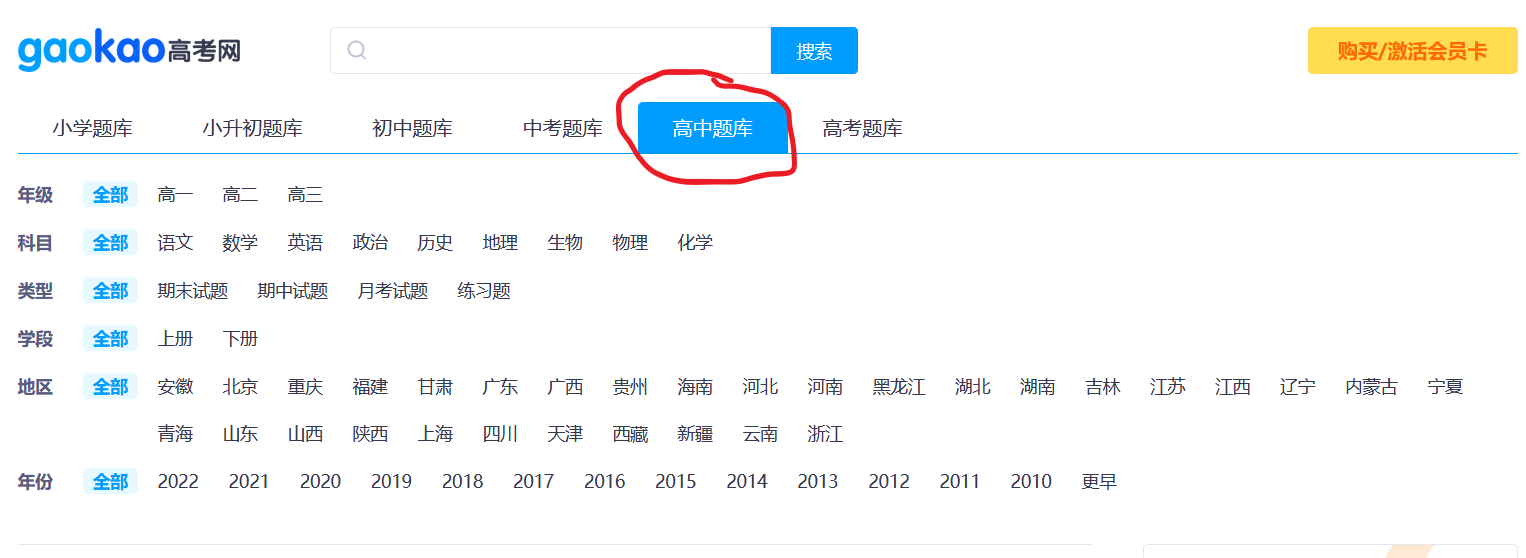 gaokao高考网 搜索 购买/激活会员卡
小学题库 小升初题库 初中题库 中考题库 高中题库 高考题库
年级 全部 高一 高二 高三
科目 全部 语文 数学 英语 政治 历史 地理 生物 物理 化学
类型 全部 期末试题 期中试题 月考试题 练习题
学段 全部 上册 下册
地区 全部 安徽 北京 重庆 福建 甘肃 广东 广西 贵州 海南 河北 河南 黑龙江 湖北 湖南 吉林 江苏 江西 辽宁 内蒙古 宁夏
青海 山东 山西 陕西 上海 四川 天津 西藏 新疆 云南 浙江
年份 全部 2022 2021 2020 2019 2018 2017 2016 2015 2014 2013 2012 2011 2010 更早